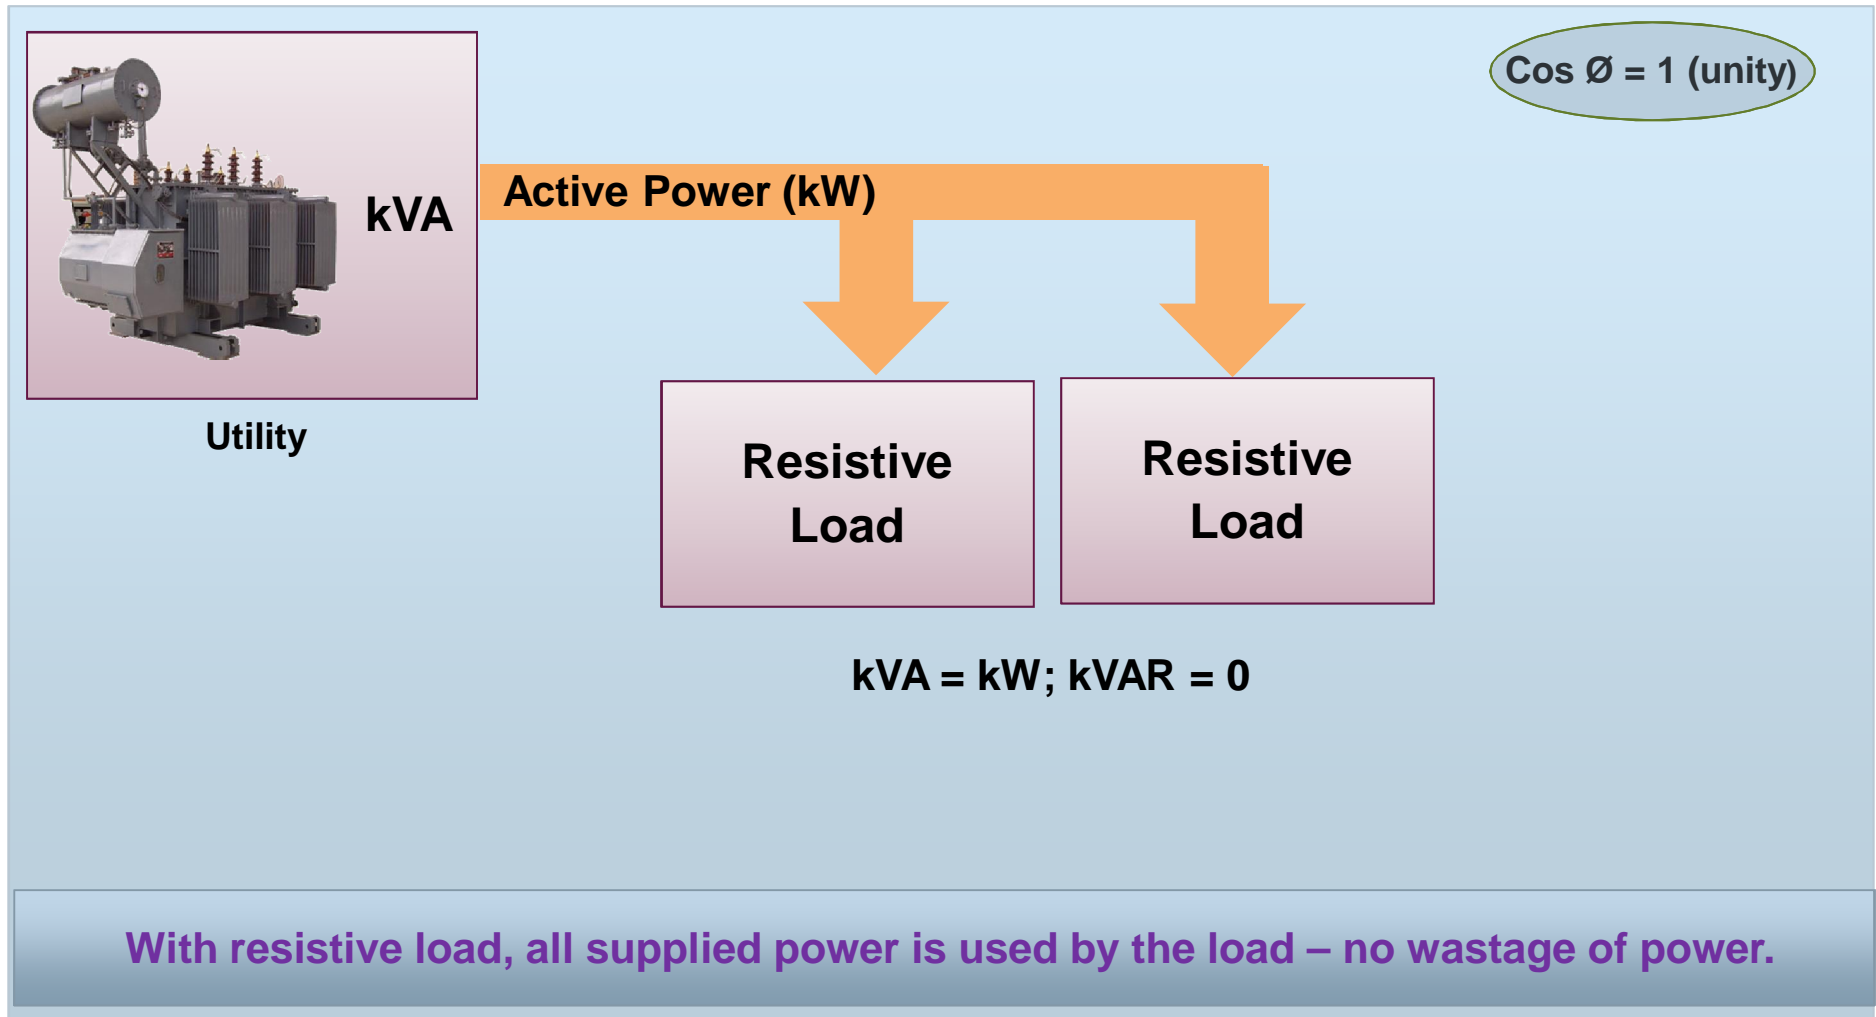 Cos Ø = 1 (unity)
Active Power (kW)
kVA
Utility
Resistive
Load
Resistive
Load
kVA = kW; kVAR = 0
With resistive load, all supplied power is used by the load – no wastage of power.